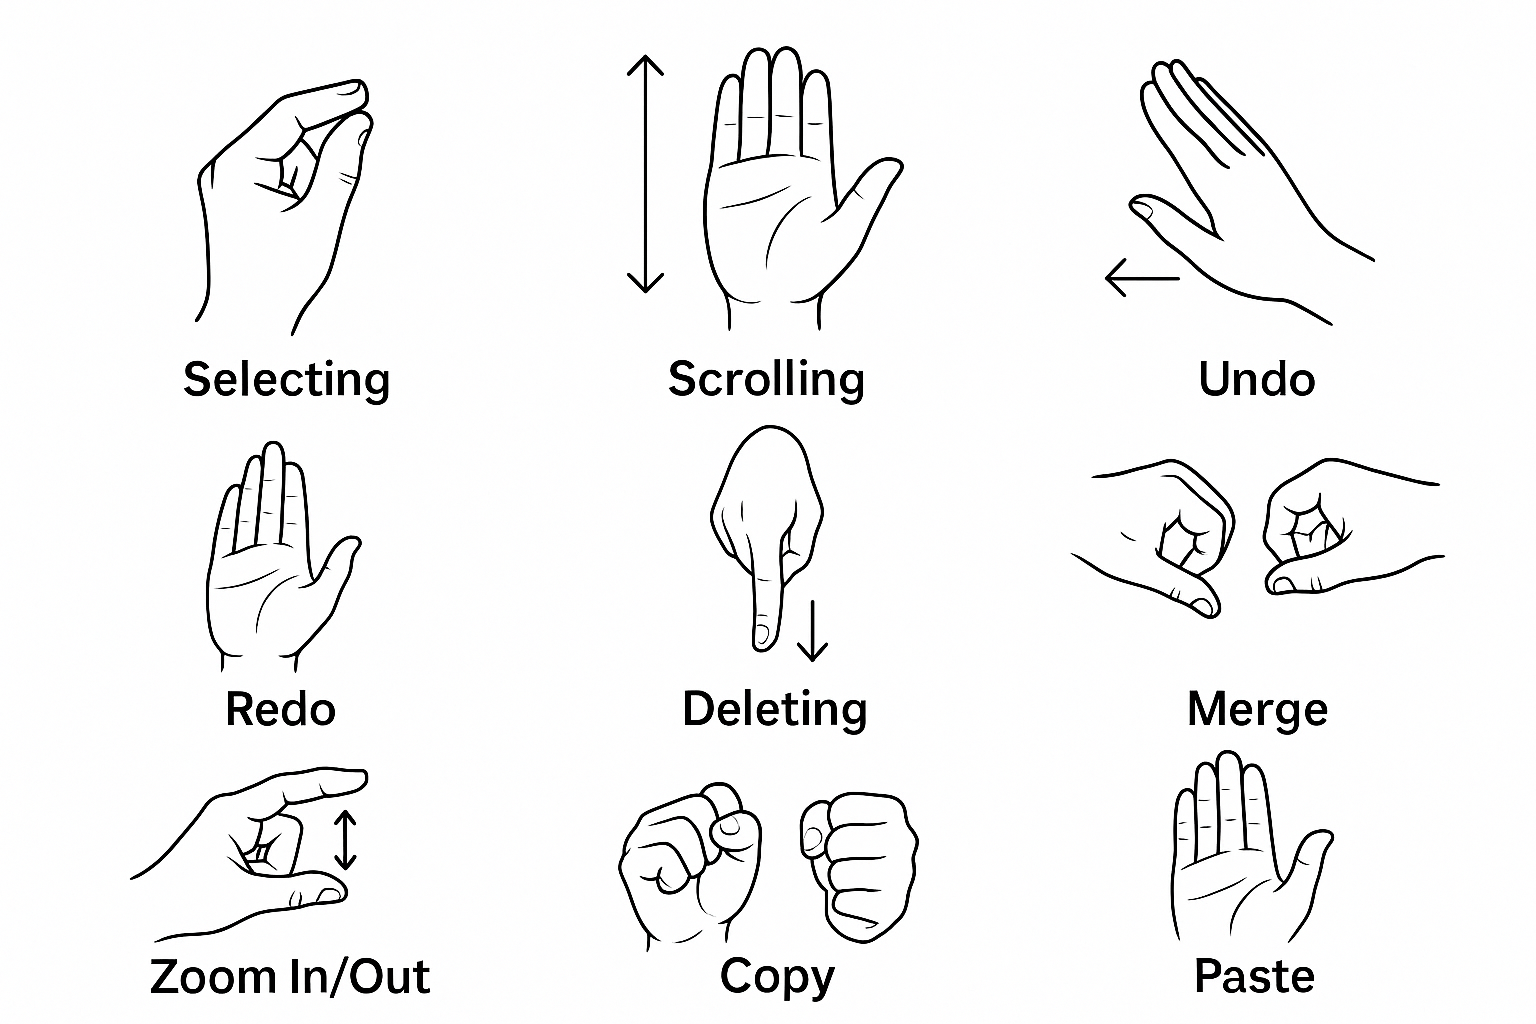 Selecting
Scrolling
Undo
Redo
Deleting
Merge
Zoom In/Out
Copy
Paste